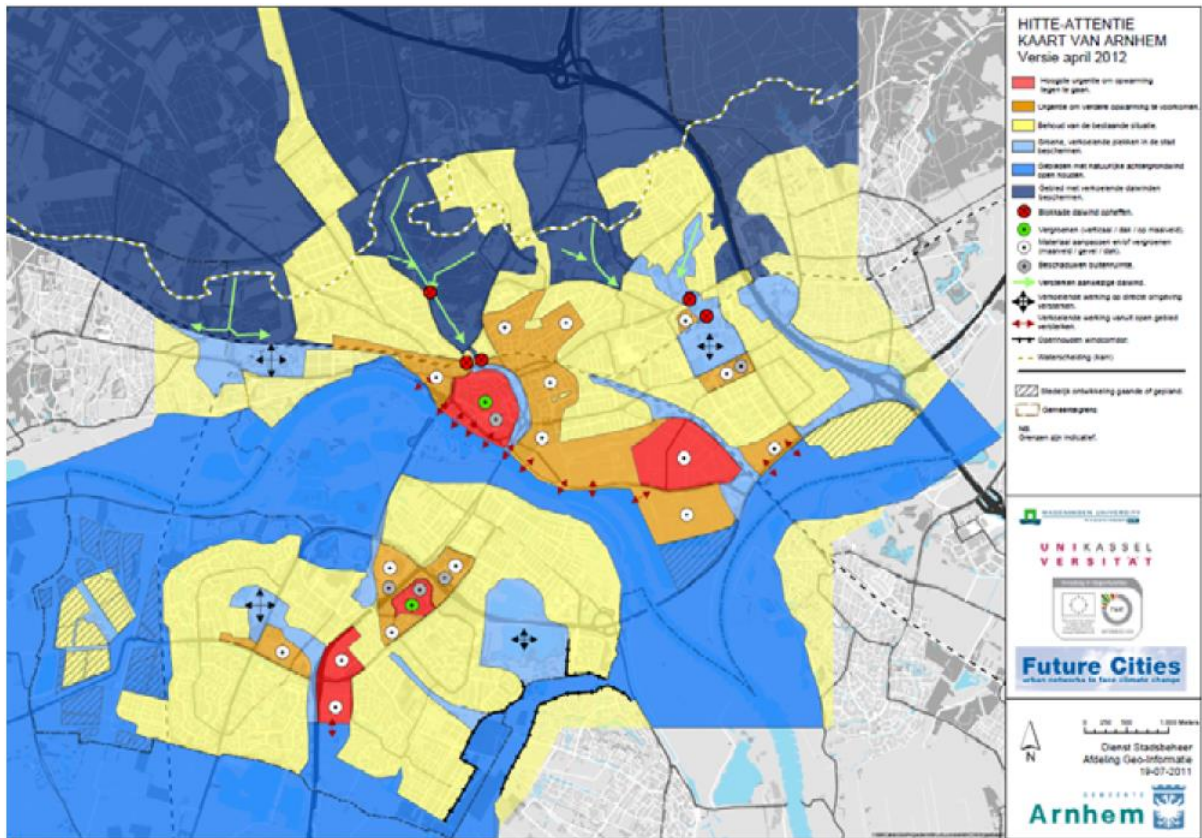 HITTE-ATTENTIE
KAART VAN ARNHEM
Versie april 2012
Hoogste urgentie om opwarming
tegen te gaan.
Urgentie om verdere opwarming te voorkomen.
Behoud van de bestaande situatie.
Groene, verkoelende plekken in de stad
beschermen.
Gebieden met natuurlijke achtergrondwind
open houden.
Gebied met verkoelende dalwinden
beschermen.
Blokkade dalwind opheffen.
Vergroenen (verticaal / dak / op maaiveld).
Materiaal aanpassen en/of vergroenen
(maaiveld / gevel / dak).
Beschaduwen buitenruimte.
Versterken aanwezige dalwind.
Verkoelende werking op directe omgeving
versterken.
Verkoelende werking vanuit open gebied
versterken.
Openhouden windcorridor.
Waterscheiding (kam)
Stedelijk ontwikkeling gaande of gepland.
Gemeentegrens
NB
Grenzen zijn indicatief.
WAGENINGEN UNIVERSITY
UNIKASSEL
VERSITÄT
Future Cities
urban networks to face climate change
0 250 500 1.000 Meters
N
Dienst Stadsbeheer
Afdeling Geo-Informatie
19-07-2011
GEMEENTE
Arnhem